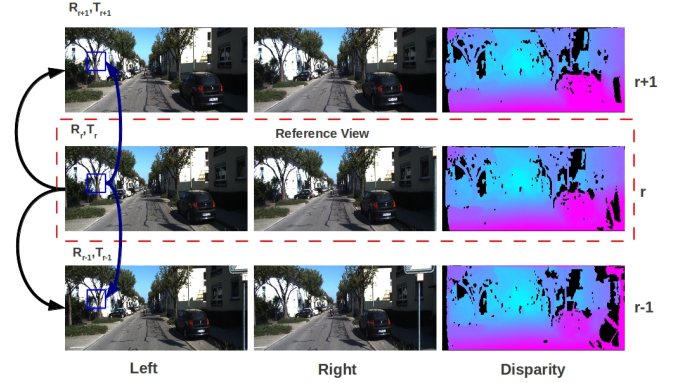 R_{r+1},T_{r+1}
r+1
R_r,T_r
Reference View
r
R_{r-1},T_{r-1}
r-1
Left Right Disparity